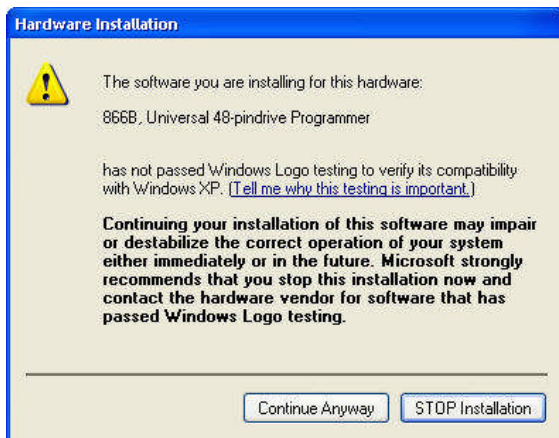 Hardware Installation
The software you are installing for this hardware:
866B, Universal 48-pindrive Programmer
has not passed Windows Logo testing to verify its compatibility
with Windows XP. (Tell me why this testing is important.)
Continuing your installation of this software may impair
or destabilize the correct operation of your system
either immediately or in the future. Microsoft strongly
recommends that you stop this installation now and
contact the hardware vendor for software that has
passed Windows Logo testing.
Continue Anyway
STOP Installation